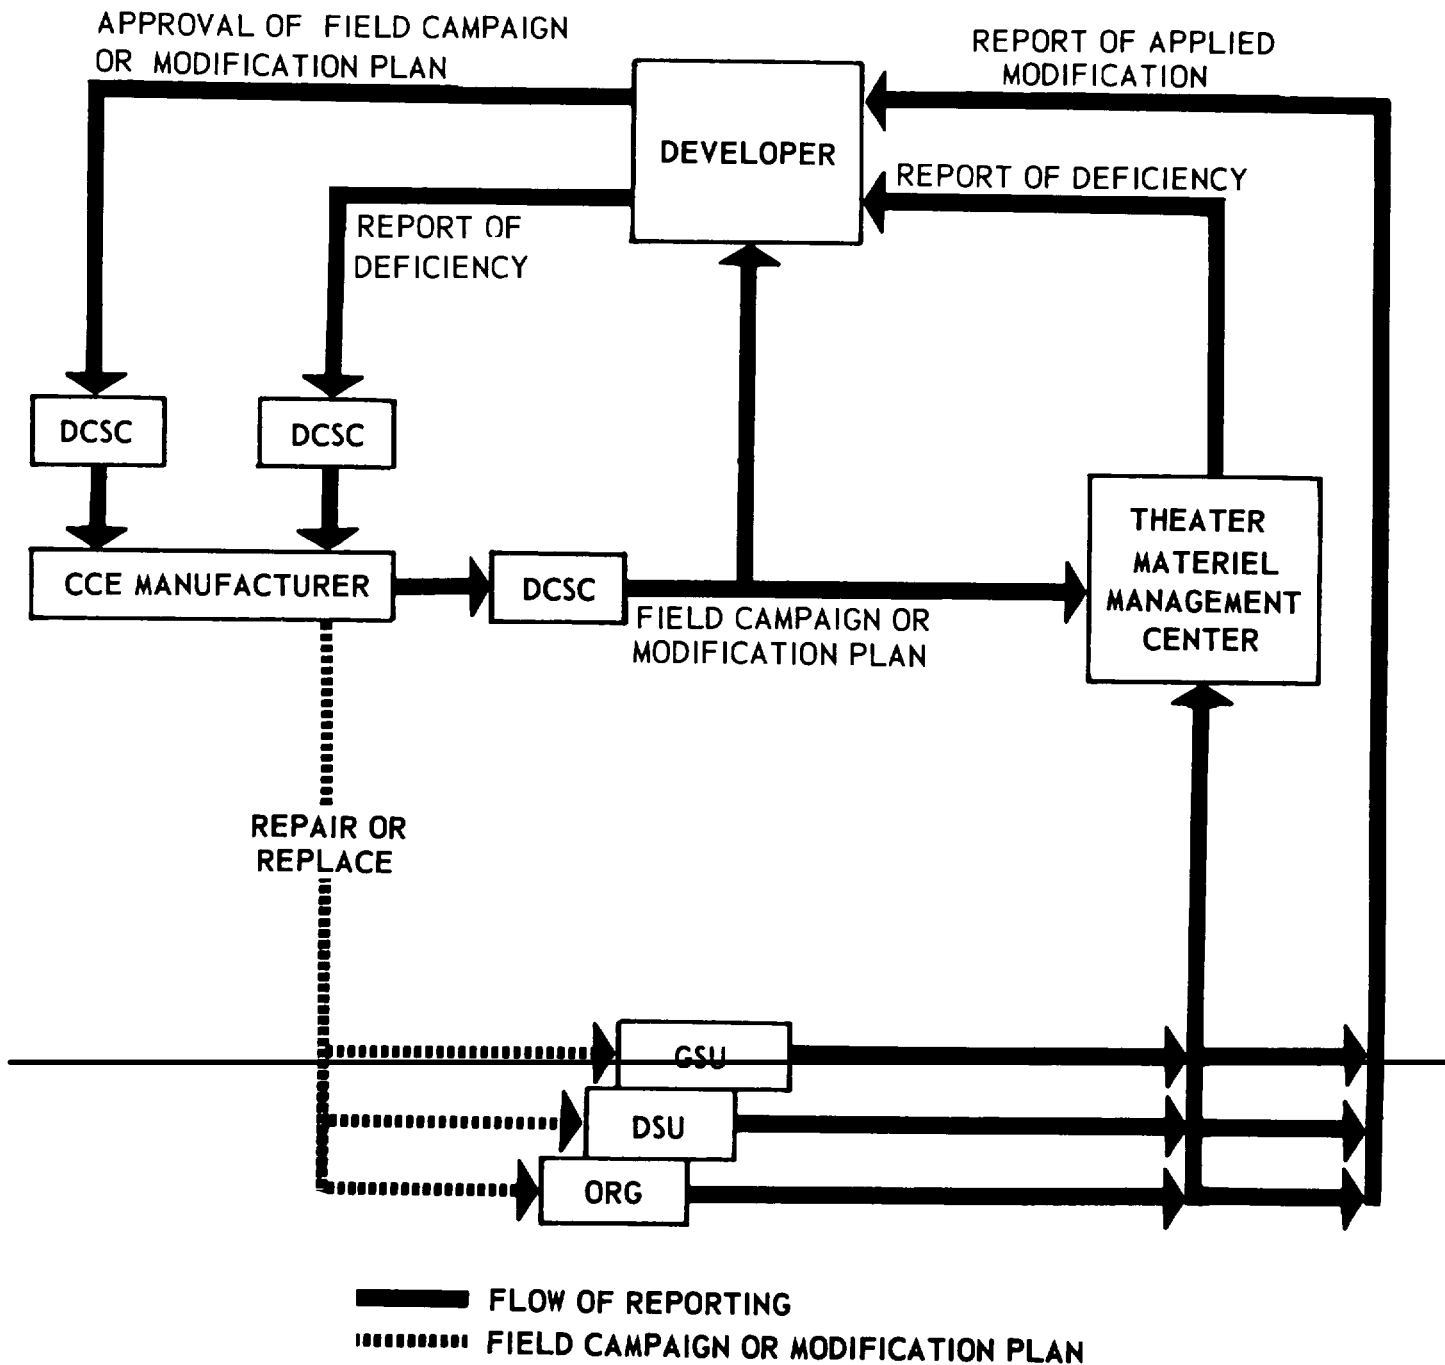 APPROVAL OF FIELD CAMPAIGN
OR MODIFICATION PLAN
REPORT OF APPLIED
MODIFICATION
DEVELOPER
REPORT OF DEFICIENCY
REPORT OF
DEFICIENCY
DCSC
DCSC
THEATER
MATERIEL
MANAGEMENT
CENTER
CCE MANUFACTURER
DCSC
FIELD CAMPAIGN OR
MODIFICATION PLAN
REPAIR OR
REPLACE
GSU
DSU
ORG
FLOW OF REPORTING
FIELD CAMPAIGN OR MODIFICATION PLAN